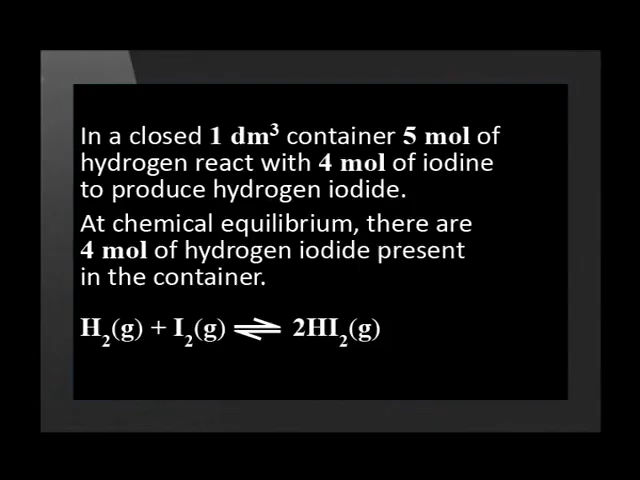 In a closed 1 dm³ container 5 mol of
hydrogen react with 4 mol of iodine
to produce hydrogen iodide.
At chemical equilibrium, there are
4 mol of hydrogen iodide present
in the container.
H₂(g) + I₂(g) ⇌ 2HI₂(g)